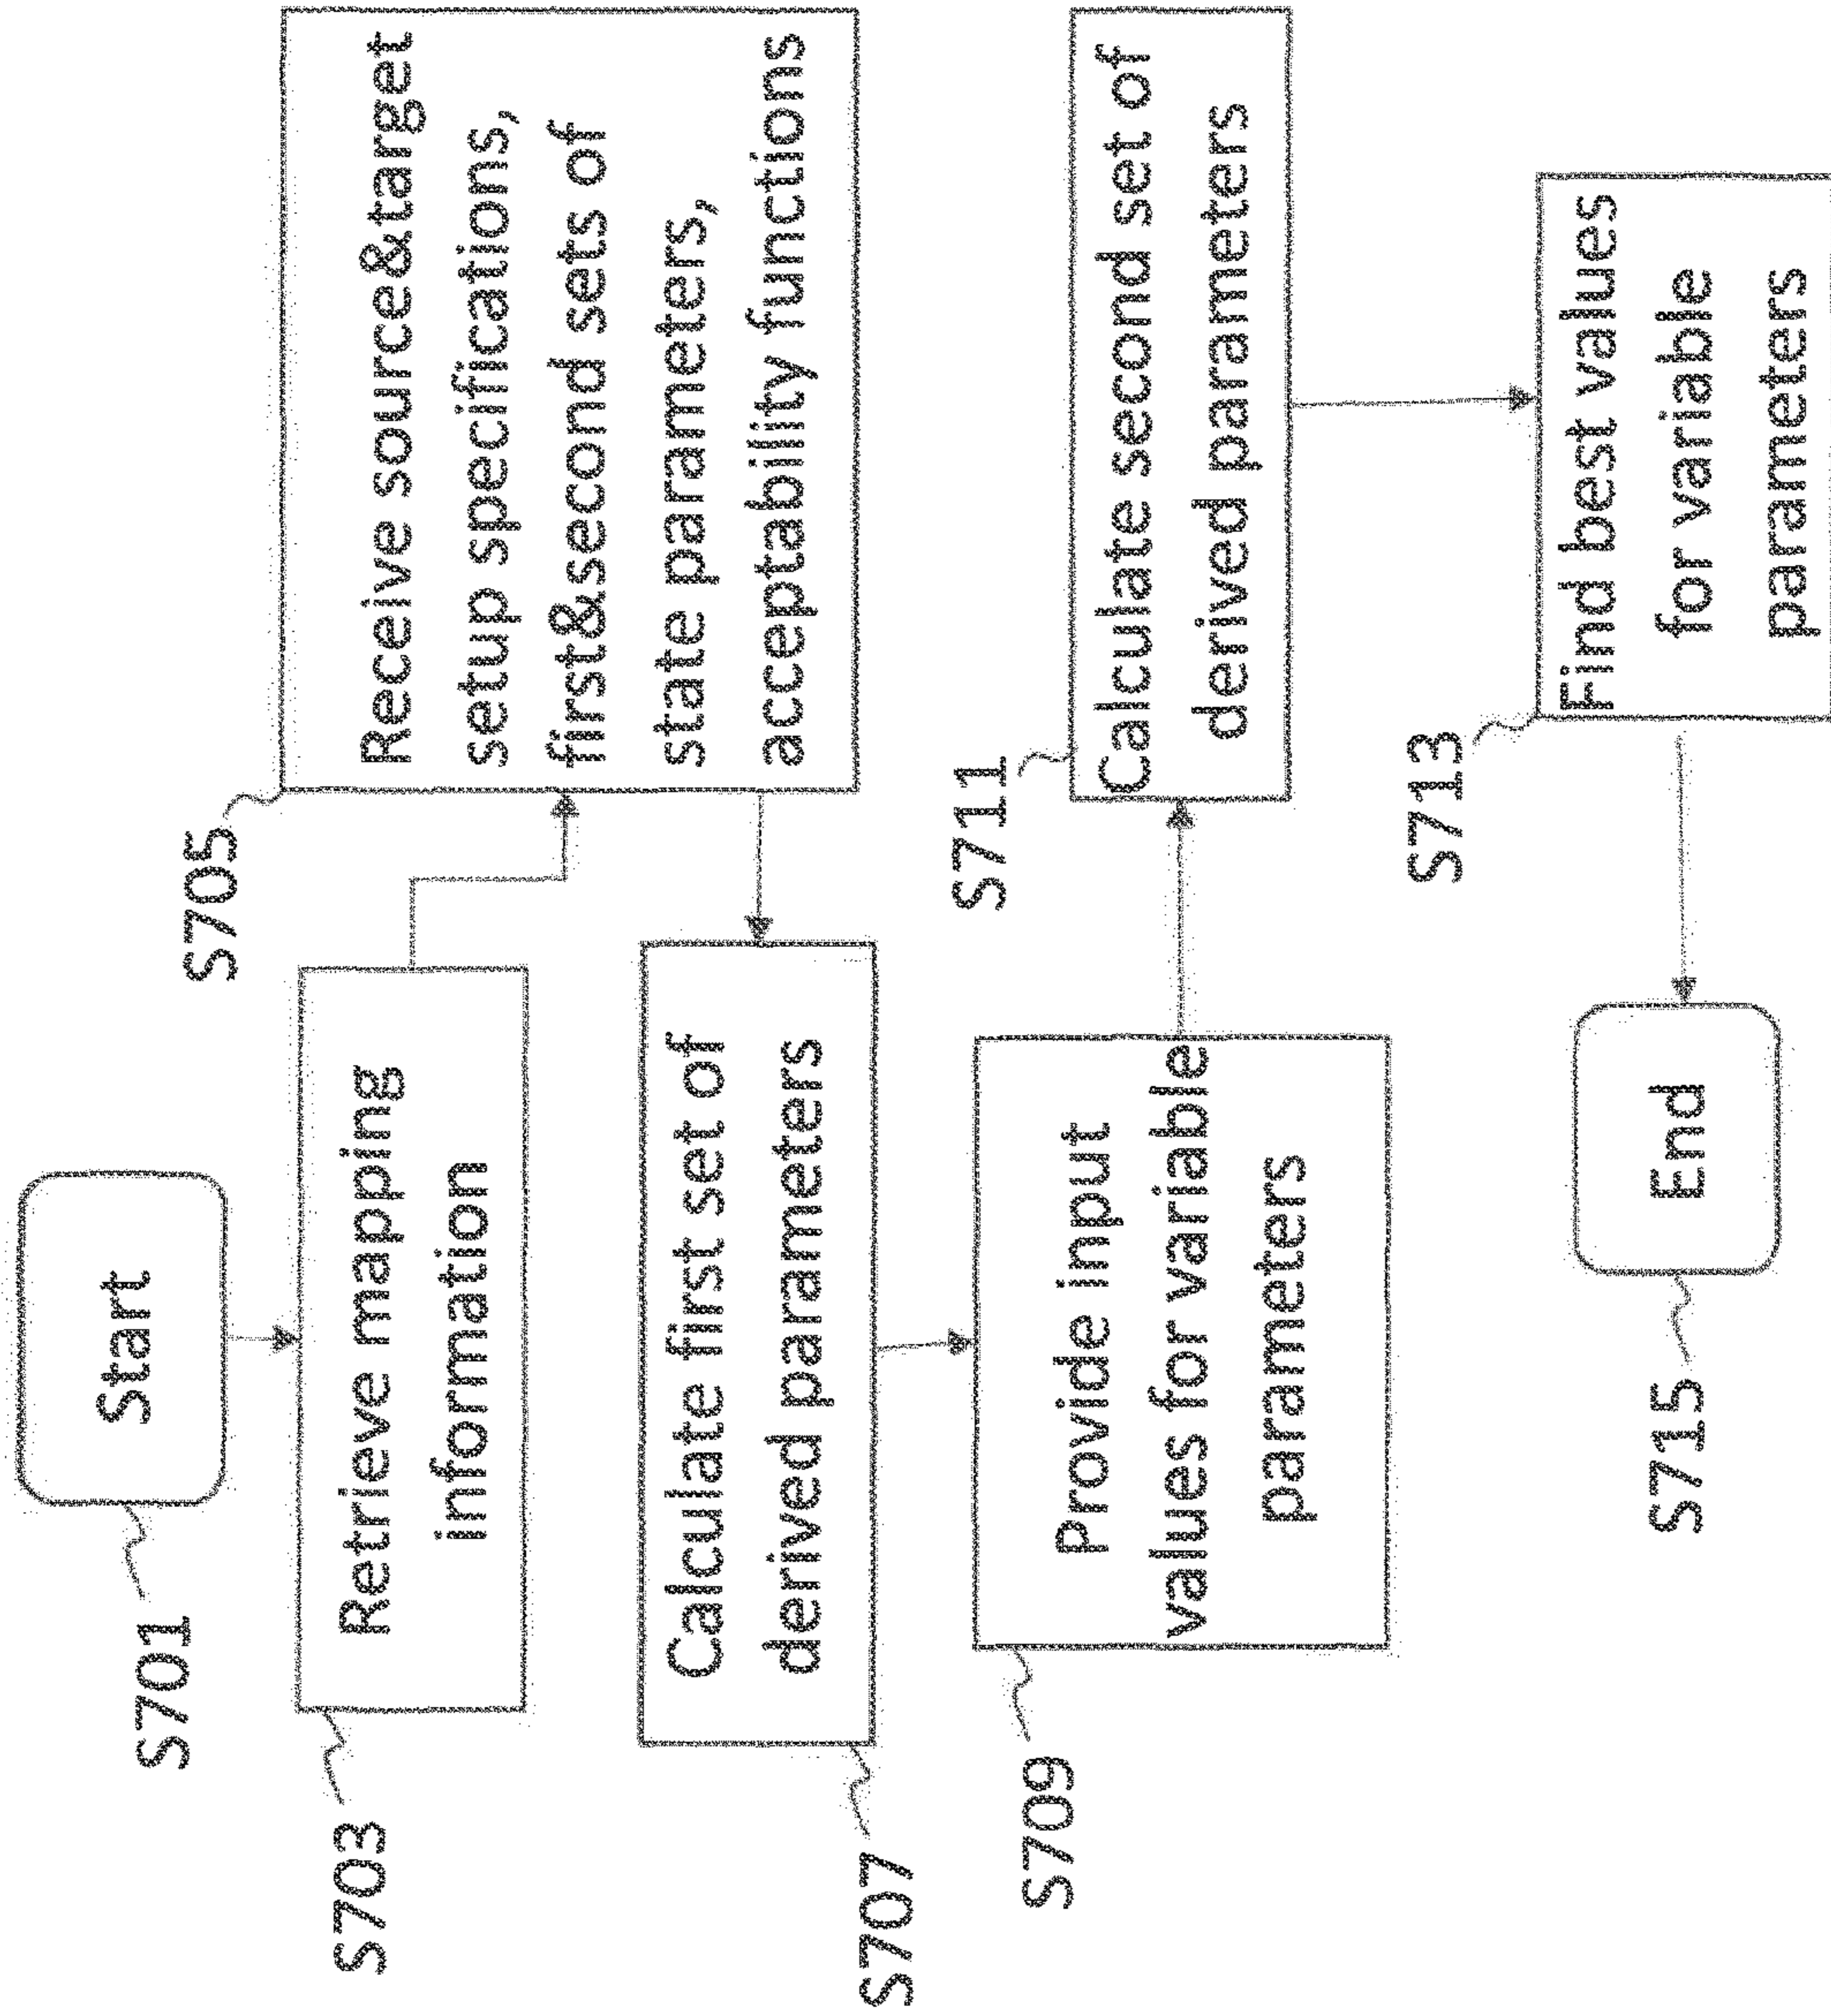 S701
Start
S703
Retrieve mapping
information
S705
Receive source&target
setup specifications,
first&second sets of
state parameters,
acceptability functions
S707
Calculate first set of
derived parameters
S709
Provide input
values for variable
parameters
S711
Calculate second set of
derived parameters
S713
Find best values
for variable
parameters
S715
End